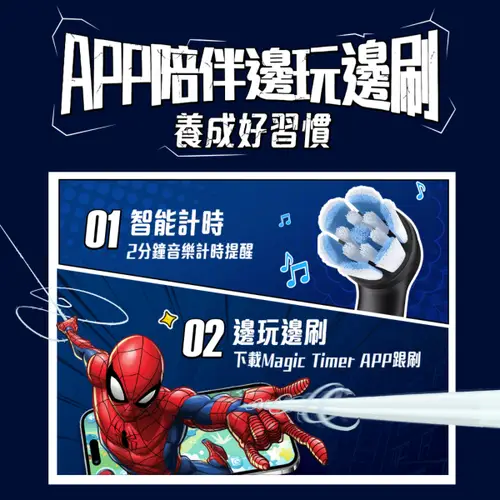 APP陪伴邊玩邊刷
養成好習慣
01 智能計時
2分鐘音樂計時提醒
02 邊玩邊刷
下載Magic Timer APP跟刷